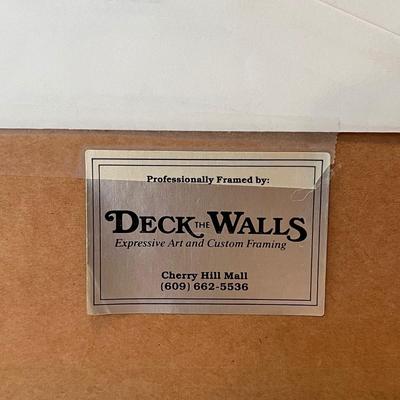 Professionally Framed by:
DECK THE WALLS
Expressive Art and Custom Framing
Cherry Hill Mall
(609) 662-5536